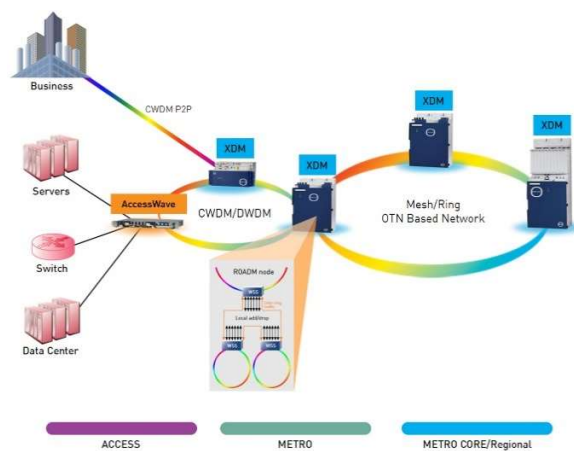 Business
CWDM P2P
XDM
XDM
XDM
XDM
Servers
AccessWave
CWDM/DWDM
Mesh/Ring
OTN Based Network
Switch
ROADM node
WSS
Local add/drop
WSS
WSS
Data Center
ACCESS
METRO
METRO CORE/Regional